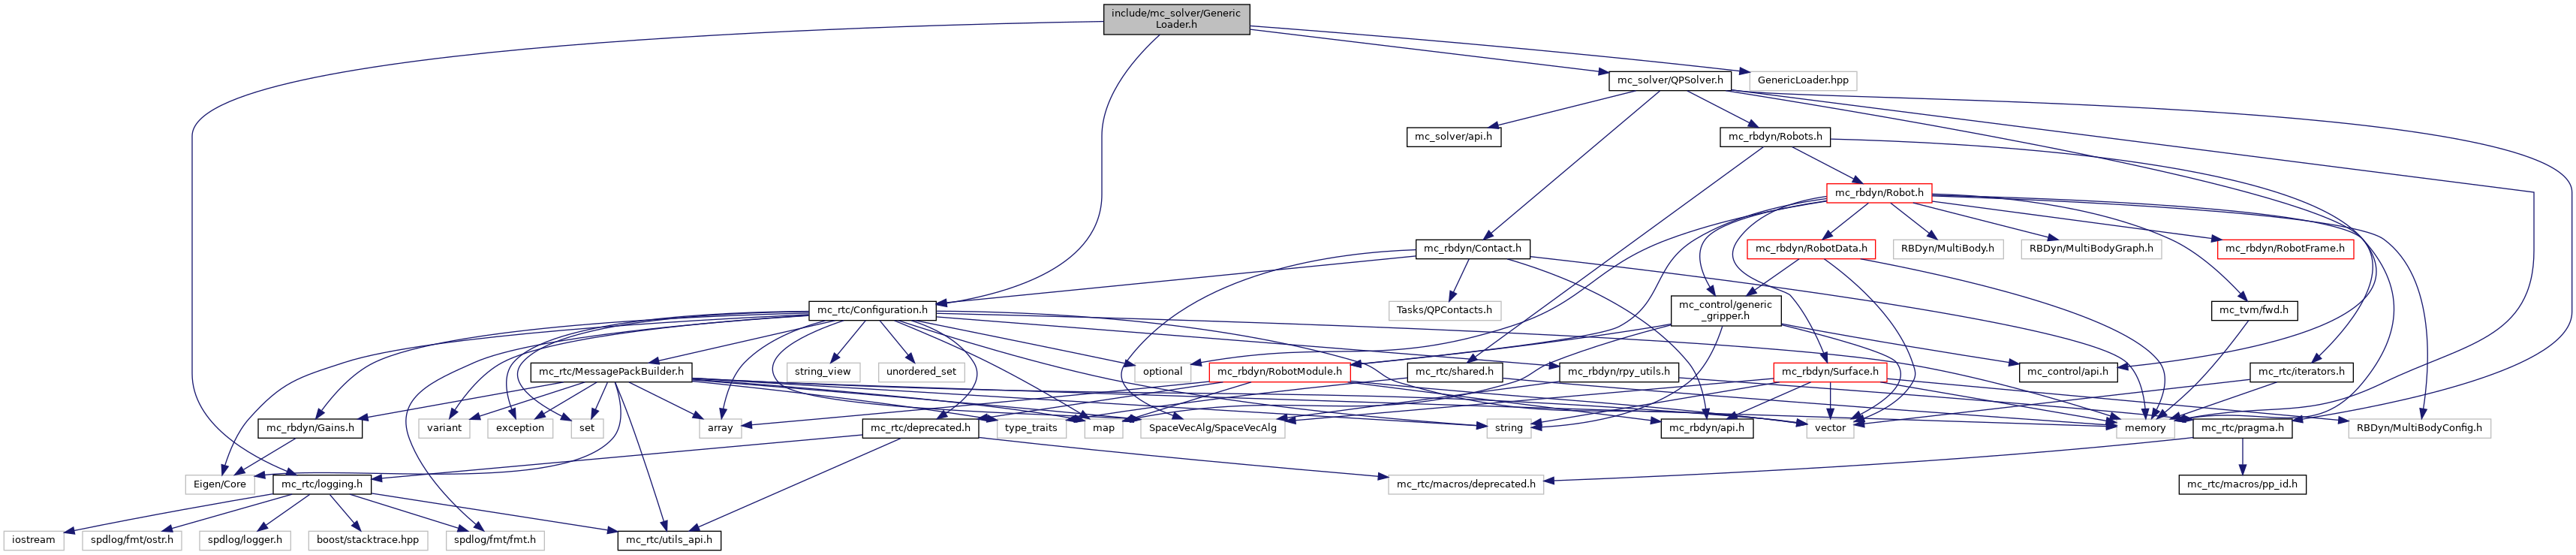 include/mc_solver/Generic
Loader.h
mc_solver/QPSolver.h
GenericLoader.hpp
mc_solver/api.h
mc_rbdyn/Robots.h
mc_rbdyn/Robot.h
mc_rbdyn/Contact.h
mc_rbdyn/RobotData.h
RBDyn/MultiBody.h
RBDyn/MultiBodyGraph.h
mc_rbdyn/RobotFrame.h
mc_rtc/Configuration.h
Tasks/QPContacts.h
mc_control/generic
_gripper.h
mc_tvm/fwd.h
mc_rtc/MessagePackBuilder.h
string_view
unordered_set
optional
mc_rbdyn/RobotModule.h
mc_rtc/shared.h
mc_rbdyn/rpy_utils.h
mc_rbdyn/Surface.h
mc_control/api.h
mc_rtc/iterators.h
mc_rbdyn/Gains.h
variant
exception
set
array
mc_rtc/deprecated.h
type_traits
map
SpaceVecAlg/SpaceVecAlg
string
mc_rbdyn/api.h
vector
memory
mc_rtc/pragma.h
RBDyn/MultiBodyConfig.h
Eigen/Core
mc_rtc/logging.h
mc_rtc/macros/deprecated.h
mc_rtc/macros/pp_id.h
iostream
spdlog/fmt/ostr.h
spdlog/logger.h
boost/stacktrace.hpp
spdlog/fmt/fmt.h
mc_rtc/utils_api.h